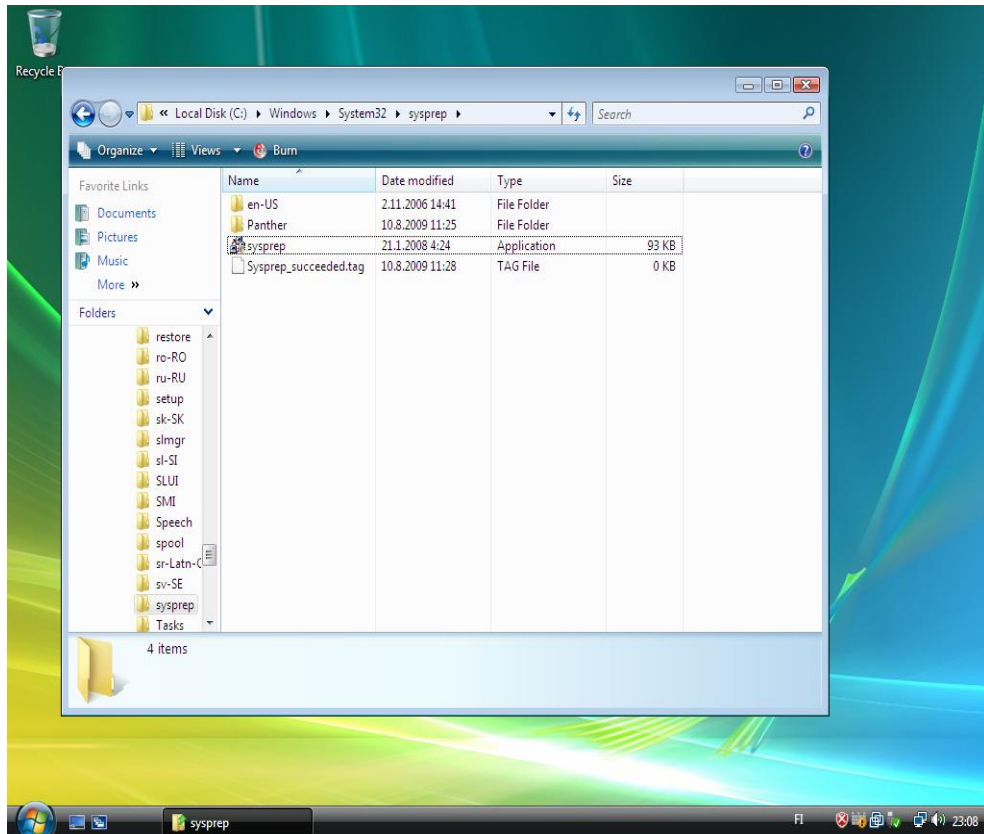 Recycle B
« Local Disk (C:) ▸ Windows ▸ System32 ▸ sysprep ▸
Search
Organize Views Burn
Favorite Links
Documents
Pictures
Music
More »
Folders
restore
ro-RO
ru-RU
setup
sk-SK
slmgr
sl-SI
SLUI
SMI
Speech
spool
sr-Latn-C
sv-SE
sysprep
Tasks
Name Date modified Type Size
en-US 2.11.2006 14:41 File Folder
Panther 10.8.2009 11:25 File Folder
sysprep 21.1.2008 4:24 Application 93 KB
Sysprep_succeeded.tag 10.8.2009 11:28 TAG File 0 KB
4 items
sysprep FI 23:08